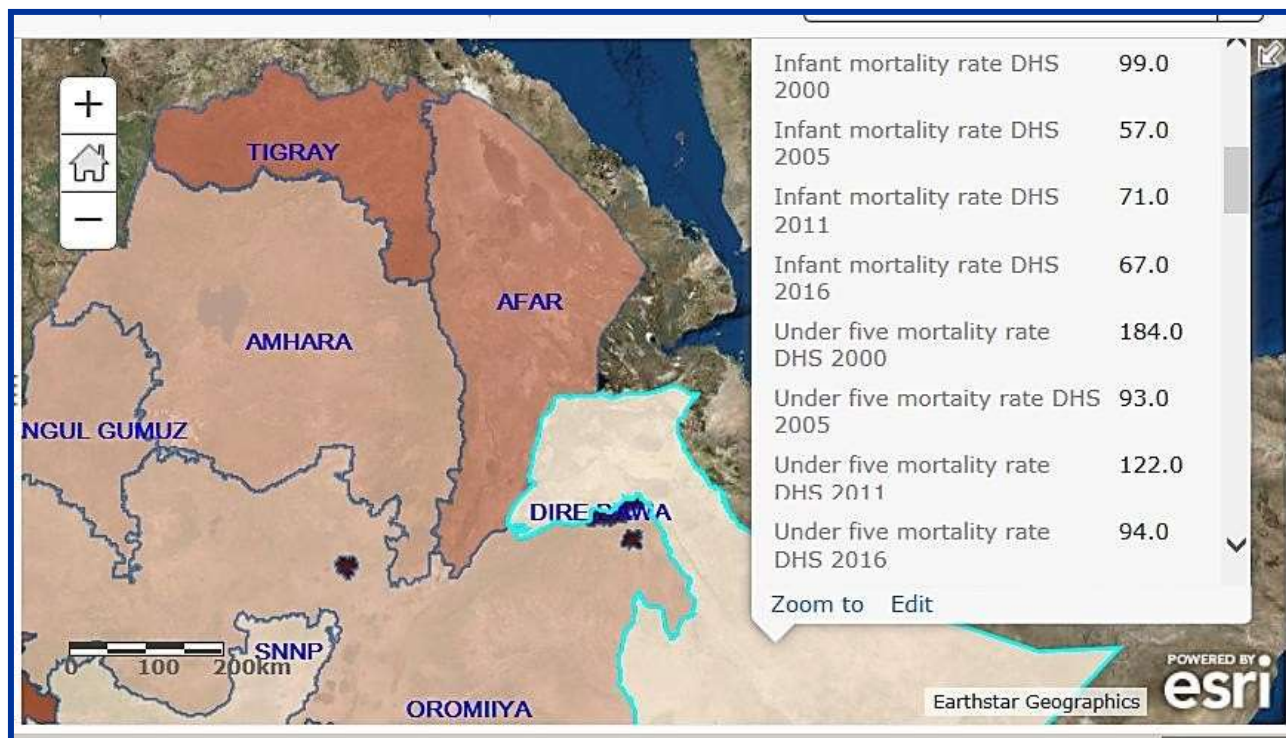 +
−
TIGRAY
AFAR
AMHARA
NGUL GUMUZ
DIRE DAWA
SNNP
OROMIIYA
0 100 200km
Infant mortality rate DHS 99.0
2000
Infant mortality rate DHS 57.0
2005
Infant mortality rate DHS 71.0
2011
Infant mortality rate DHS 67.0
2016
Under five mortality rate 184.0
DHS 2000
Under five mortaity rate DHS 93.0
2005
Under five mortality rate 122.0
DHS 2011
Under five mortality rate 94.0
DHS 2016
Zoom to Edit
Earthstar Geographics
POWERED BY
esri